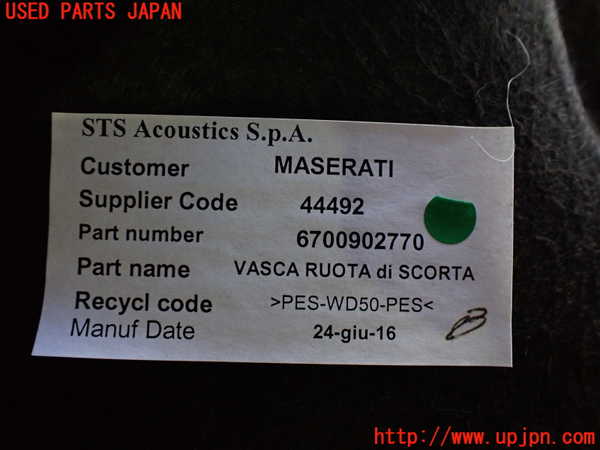 USED PARTS JAPAN
STS Acoustics S.p.A.
Customer MASERATI
Supplier Code 44492
Part number 6700902770
Part name VASCA RUOTA di SCORTA
Recycl code >PES-WD50-PES<
Manuf Date 24-giu-16
http://www.upjpn.com/